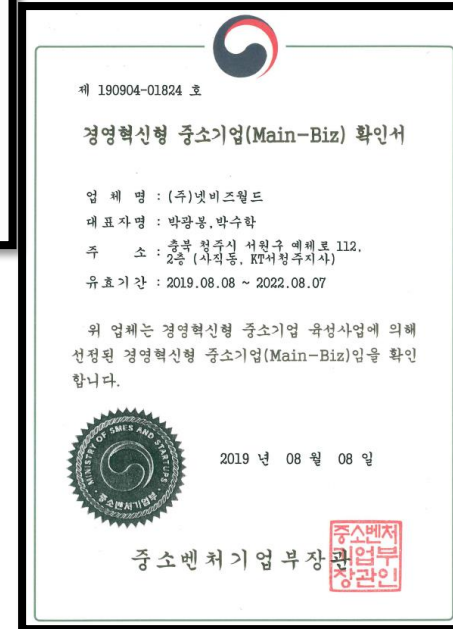 제 190904-01824 호
경영혁신형 중소기업(Main-Biz) 확인서
업 체 명 : (주)넷비즈월드
대표자명 : 박광봉,박수학
주 소 : 충북 청주시 서원구 예체로 112,
2층 (사직동, KT서청주지사)
유효기간 : 2019.08.08 ~ 2022.08.07
위 업체는 경영혁신형 중소기업 육성사업에 의해
선정된 경영혁신형 중소기업(Main-Biz)임을 확인
합니다.
MINISTRY OF SMES AND STARTUPS
중소벤처기업부
2019 년 08 월 08 일
중소벤처기업부장관
중소벤처
기업부
장관인